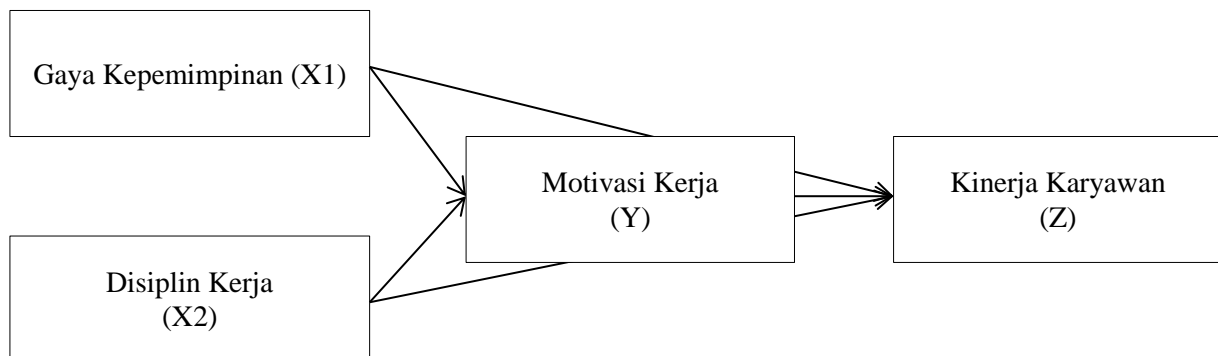 Gaya Kepemimpinan (X1)
Motivasi Kerja
(Y)
Kinerja Karyawan
(Z)
Disiplin Kerja
(X2)